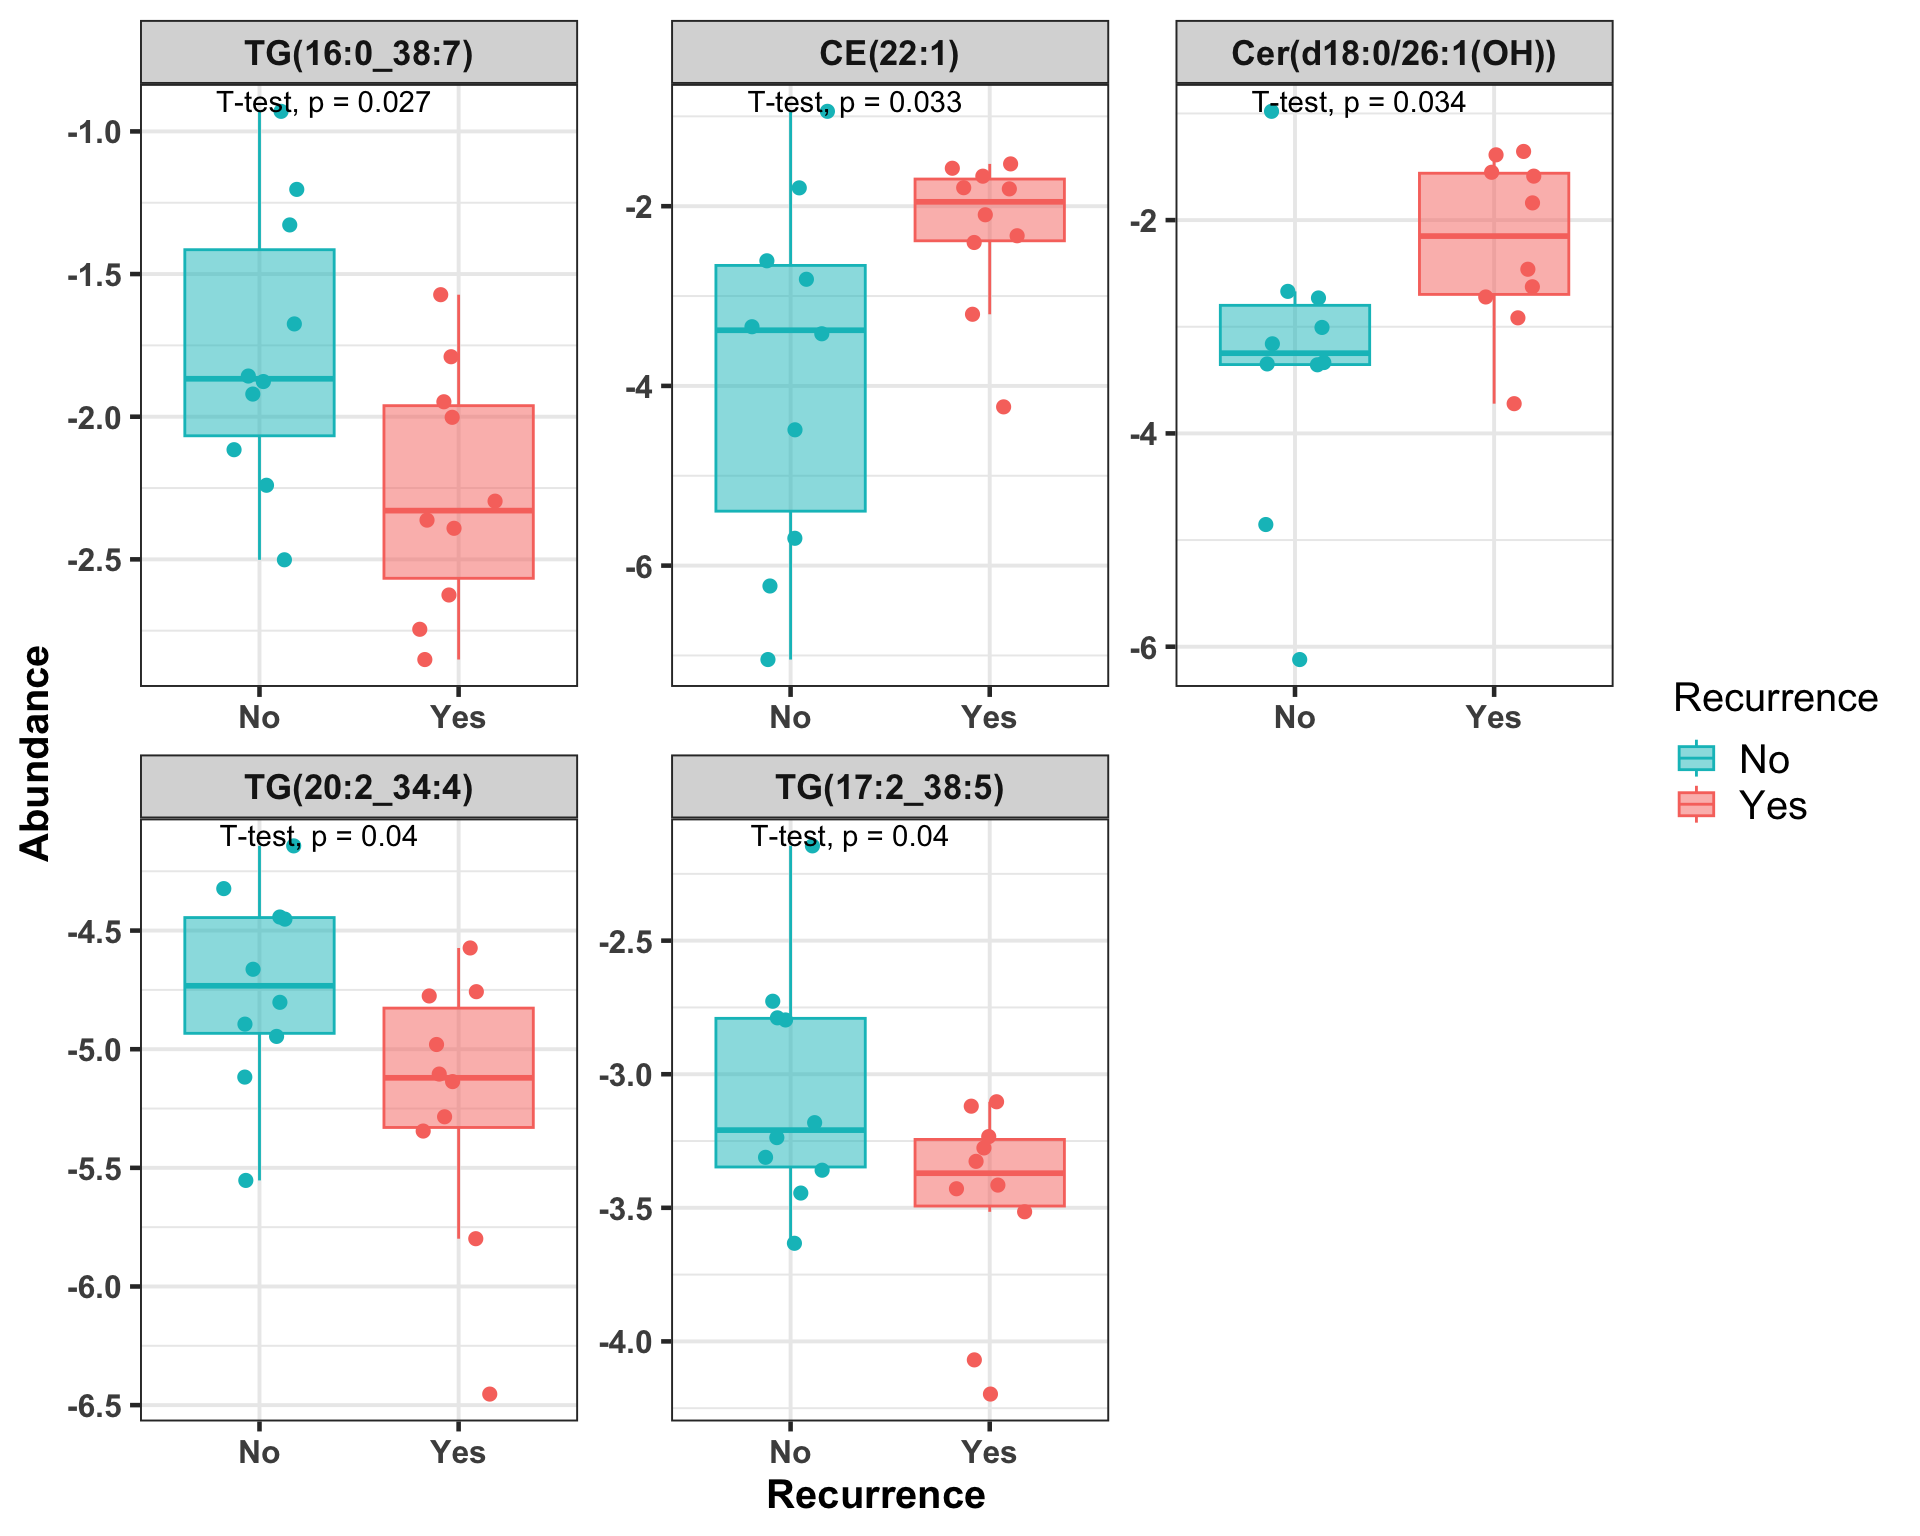 TG(16:0_38:7)
CE(22:1)
Cer(d18:0/26:1(OH))
T-test, p = 0.027
T-test, p = 0.033
T-test, p = 0.034
-1.0
-1.5
-2.0
-2.5
-2
-4
-6
-2
-4
-6
No
Yes
No
Yes
No
Yes
TG(20:2_34:4)
TG(17:2_38:5)
T-test, p = 0.04
T-test, p = 0.04
-4.5
-5.0
-5.5
-6.0
-6.5
-2.5
-3.0
-3.5
-4.0
No
Yes
No
Yes
Abundance
Recurrence
Recurrence
No
Yes